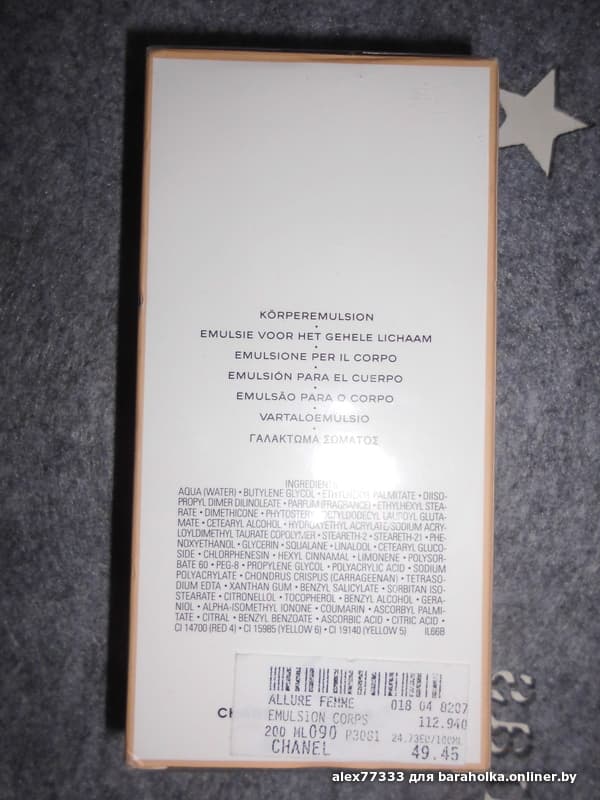 KÖRPEREMULSION
EMULSIE VOOR HET GEHELE LICHAAM
EMULSIONE PER IL CORPO
EMULSIÓN PARA EL CUERPO
EMULSÃO PARA O CORPO
VARTALOEMULSIO
ΓΑΛΑΚΤΩΜΑ ΣΩΜΑΤΟΣ
AQUA (WATER) • BUTYLENE GLYCOL • PALMITATE • DIISO-
PROPYL DIMER DILINOLEATE • PARFUM (FRAGRANCE) • ETHYLHEXYL STEA-
RATE • DIMETHICONE • LAUROYL GLUTA-
MATE • CETEARYL ALCOHOL • HYDROXYETHYL ACRYLATE/SODIUM ACRY-
LOYLDIMETHYL TAURATE COPOLYMER • STEARETH-2 • STEARETH-21 • PHE-
NOXYETHANOL • GLYCERIN • SQUALANE • LINALOOL • CETEARYL GLUCO-
SIDE • CHLORPHENESIN • HEXYL CINNAMAL • LIMONENE • POLYSOR-
BATE 60 • PEG-8 • PROPYLENE GLYCOL • POLYACRYLIC ACID • SODIUM
POLYACRYLATE • CHONDRUS CRISPUS (CARRAGEENAN) • TETRASO-
DIUM EDTA • XANTHAN GUM • BENZYL SALICYLATE • SORBITAN ISO-
STEARATE • CITRONELLOL • TOCOPHEROL • BENZYL ALCOHOL • GERA-
NIOL • ALPHA-ISOMETHYL IONONE • COUMARIN • ASCORBYL PALMI-
TATE • CITRAL • BENZYL BENZOATE • ASCORBIC ACID • CITRIC ACID •
CI 14700 (RED 4) • CI 15985 (YELLOW 6) • CI 19140 (YELLOW 5) IL66B
ALLURE FEMME 018 04 8207
EMULSION CORPS 112.940
200 ML 090 P3081 24.73EU/100ML
CHANEL 49.45
alex77333 для baraholka.onliner.by